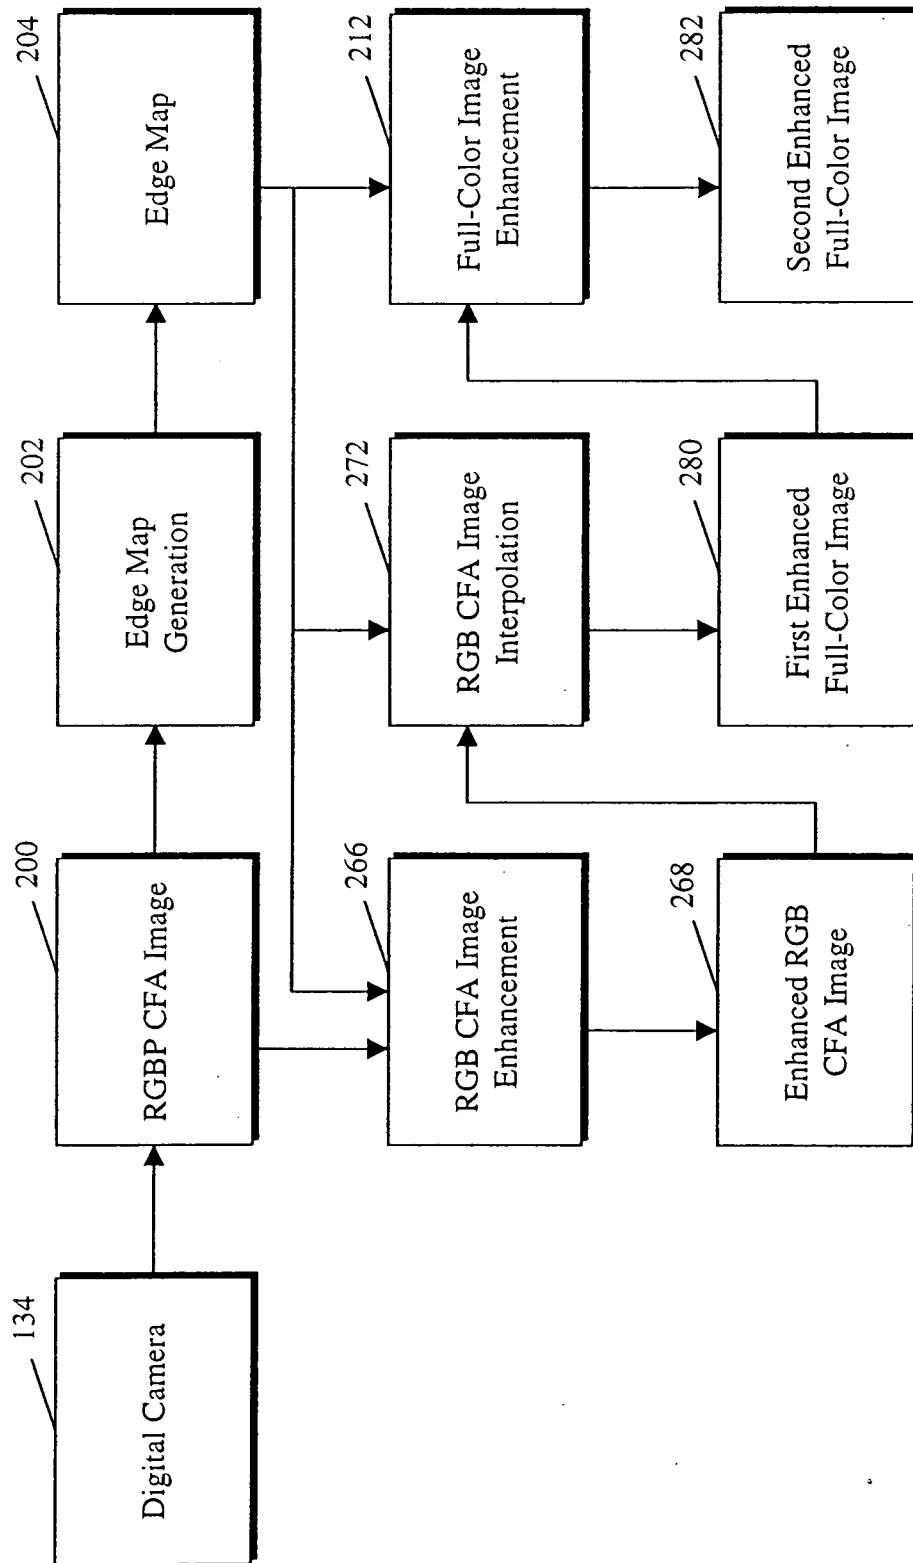 134
Digital Camera
200
RGBP CFA Image
202
Edge Map
Generation
204
Edge Map
266
RGB CFA Image
Enhancement
272
RGB CFA Image
Interpolation
212
Full-Color Image
Enhancement
268
Enhanced RGB
CFA Image
280
First Enhanced
Full-Color Image
282
Second Enhanced
Full-Color Image